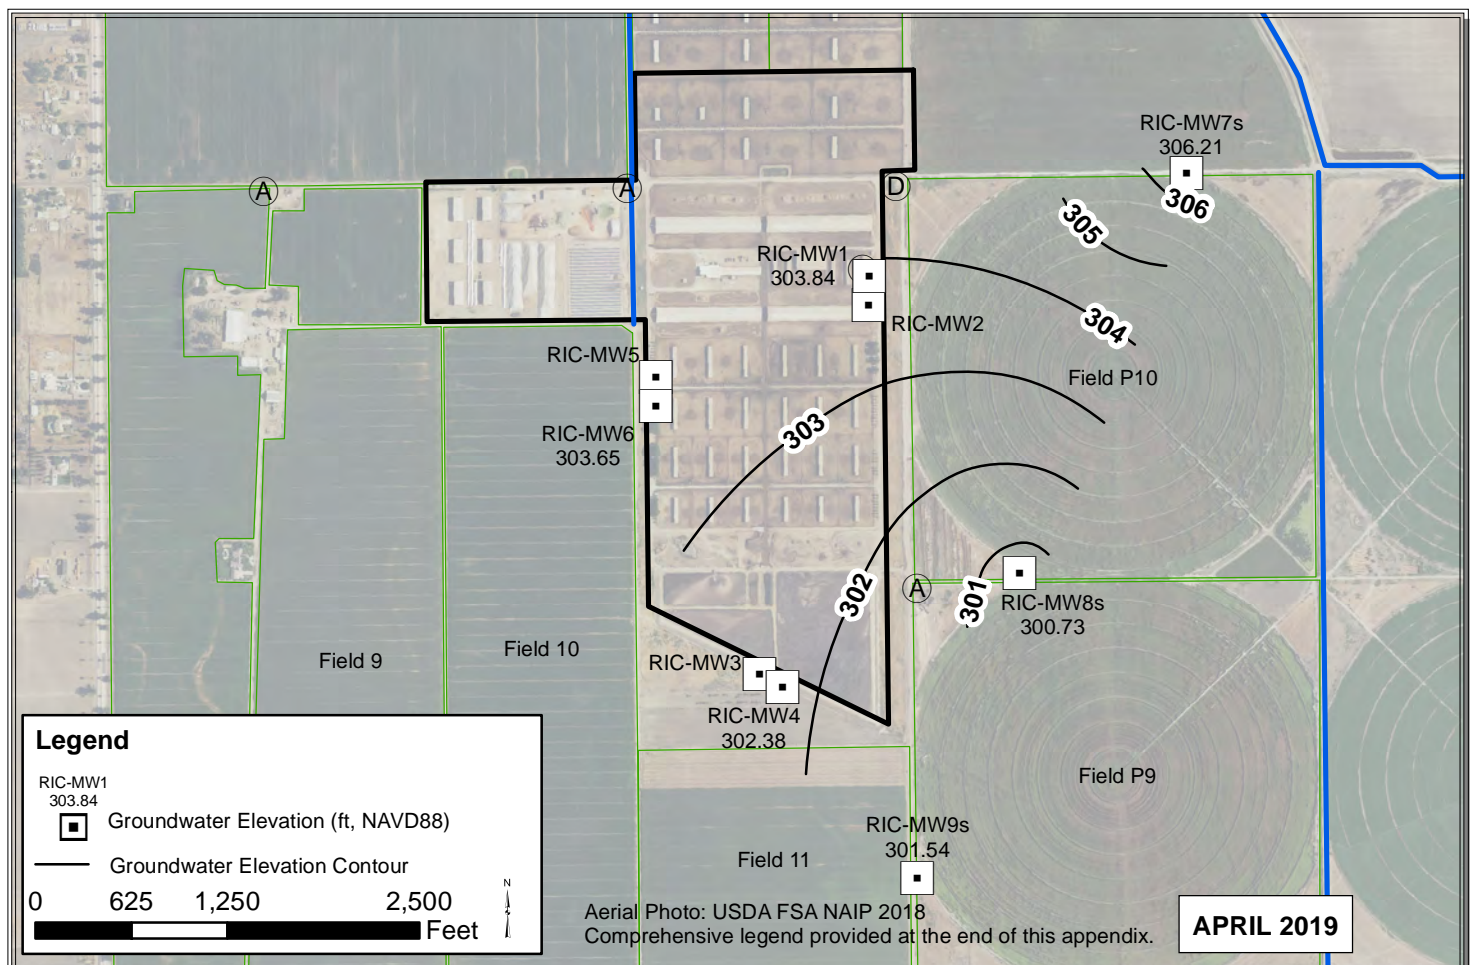 RIC-MW7s
306.21
A
A
D
306
305
RIC-MW1
303.84
304
RIC-MW2
RIC-MW5
Field P10
303
RIC-MW6
303.65
302
A
301
RIC-MW8s
300.73
Field 9
Field 10
RIC-MW3
RIC-MW4
302.38
Field P9
RIC-MW9s
301.54
Field 11
Legend
RIC-MW1
303.84
Groundwater Elevation (ft, NAVD88)
Groundwater Elevation Contour
0 625 1,250 2,500
Feet
N
Aerial Photo: USDA FSA NAIP 2018
Comprehensive legend provided at the end of this appendix.
APRIL 2019